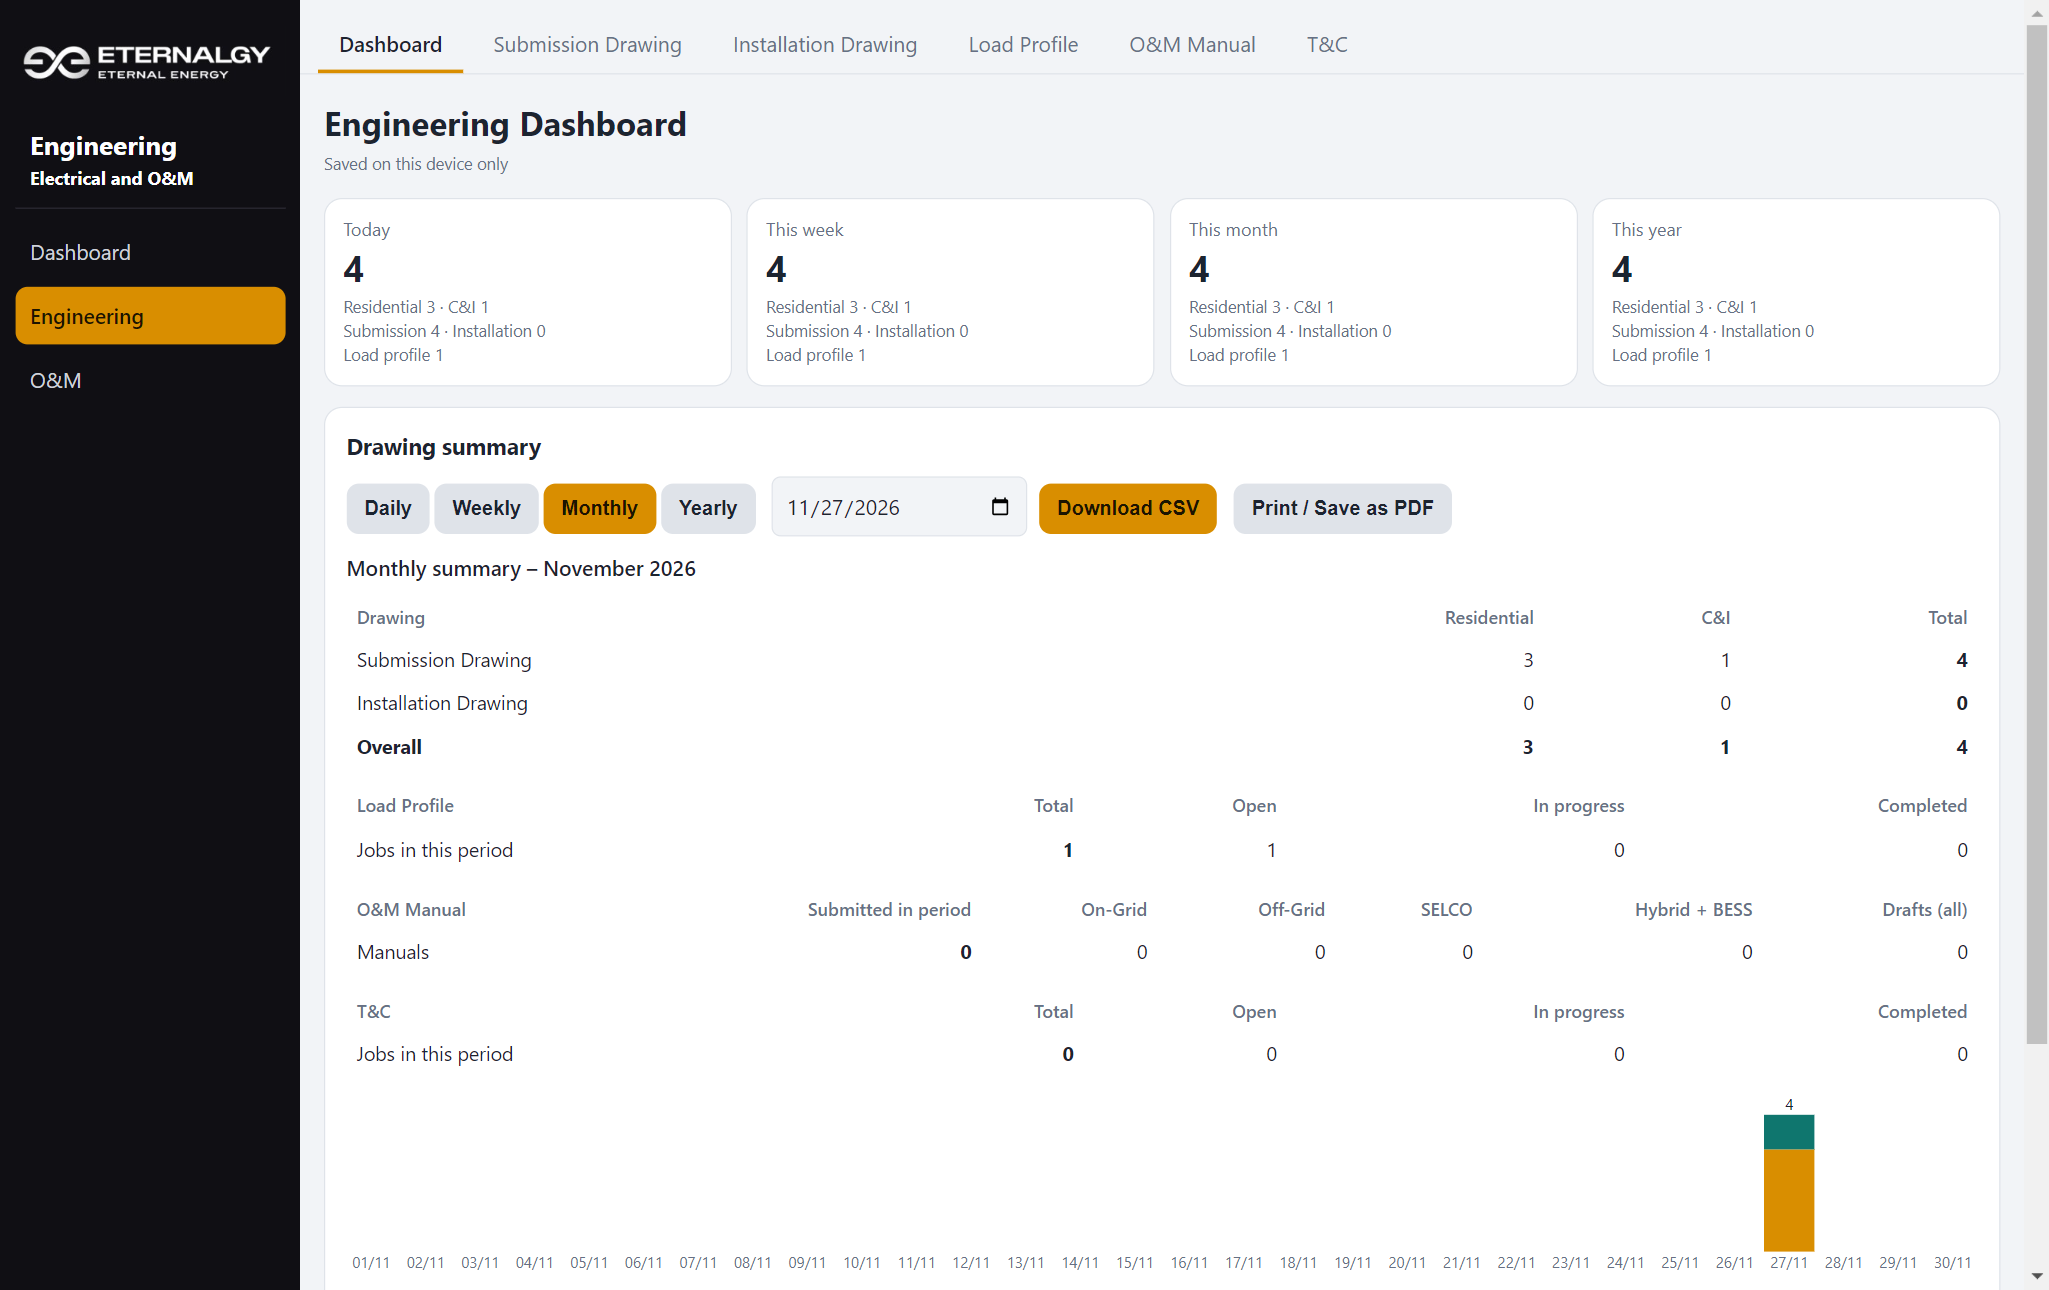 ETERNALGY
ETERNAL ENERGY
Engineering
Electrical and O&M
Dashboard
Engineering
O&M
Dashboard Submission Drawing Installation Drawing Load Profile O&M Manual T&C
Engineering Dashboard
Saved on this device only
Today
4
Residential 3 · C&I 1
Submission 4 · Installation 0
Load profile 1
This week
4
Residential 3 · C&I 1
Submission 4 · Installation 0
Load profile 1
This month
4
Residential 3 · C&I 1
Submission 4 · Installation 0
Load profile 1
This year
4
Residential 3 · C&I 1
Submission 4 · Installation 0
Load profile 1
Drawing summary
Daily Weekly Monthly Yearly 11/27/2026 Download CSV Print / Save as PDF
Monthly summary – November 2026
Drawing Residential C&I Total
Submission Drawing 3 1 4
Installation Drawing 0 0 0
Overall 3 1 4
Load Profile Total Open In progress Completed
Jobs in this period 1 1 0 0
O&M Manual Submitted in period On-Grid Off-Grid SELCO Hybrid + BESS Drafts (all)
Manuals 0 0 0 0 0 0
T&C Total Open In progress Completed
Jobs in this period 0 0 0 0
4
01/11 02/11 03/11 04/11 05/11 06/11 07/11 08/11 09/11 10/11 11/11 12/11 13/11 14/11 15/11 16/11 17/11 18/11 19/11 20/11 21/11 22/11 23/11 24/11 25/11 26/11 27/11 28/11 29/11 30/11